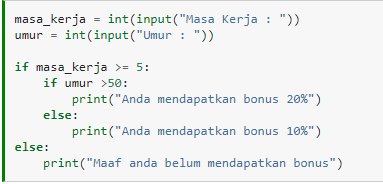 masa_kerja = int(input("Masa Kerja : "))
umur = int(input("Umur : "))

if masa_kerja >= 5:
    if umur >50:
        print("Anda mendapatkan bonus 20%")
    else:
        print("Anda mendapatkan bonus 10%")
else:
    print("Maaf anda belum mendapatkan bonus")